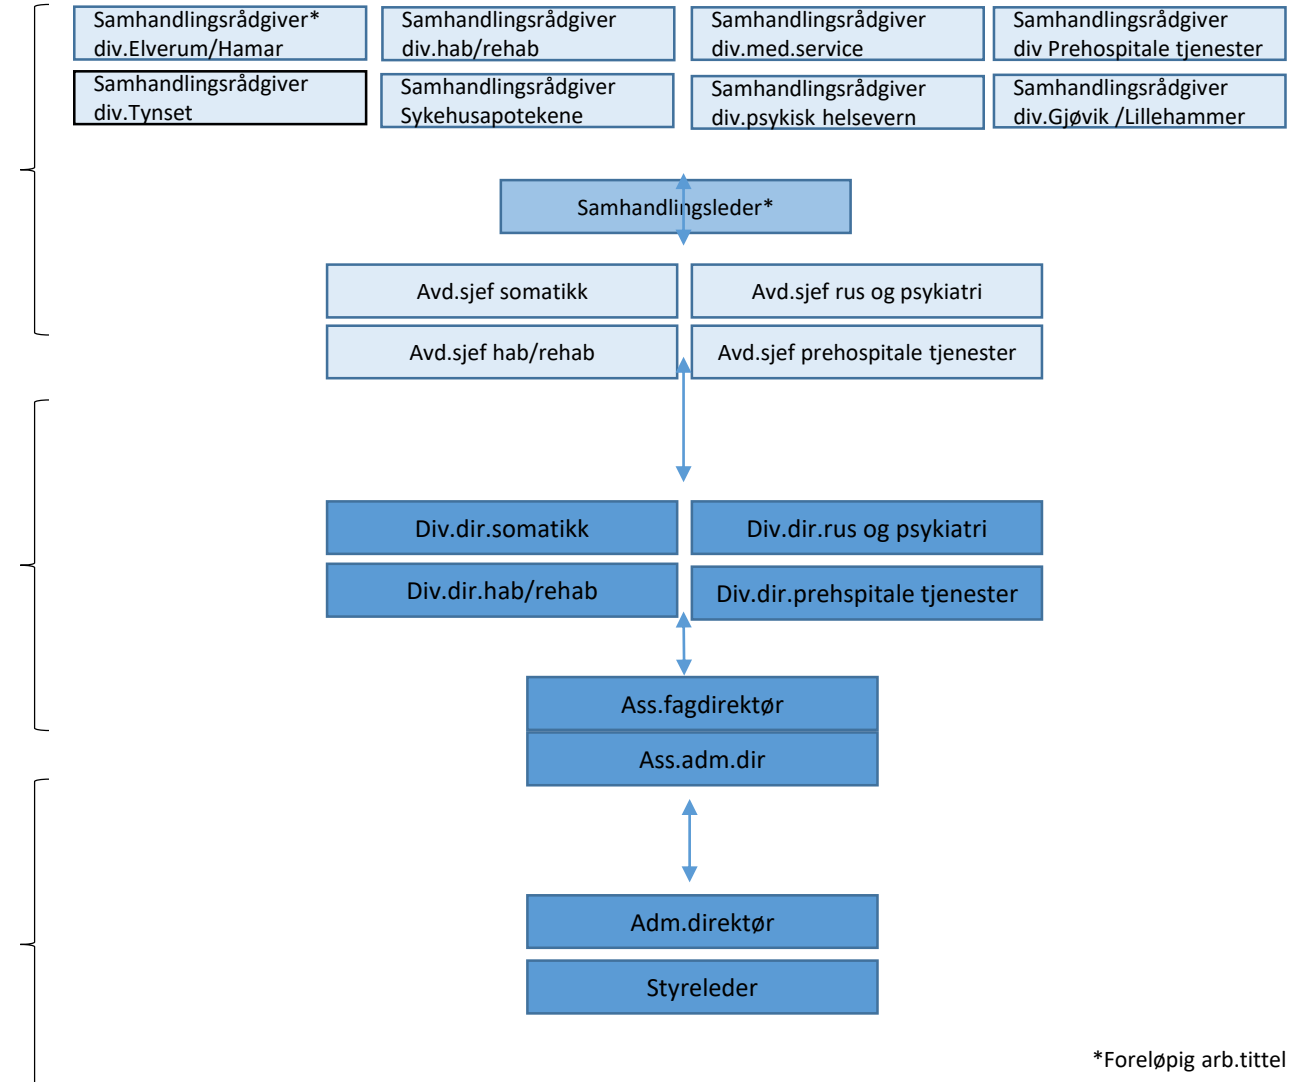 Samhandlingsrådgiver*
div.Elverum/Hamar
Samhandlingsrådgiver
div.hab/rehab
Samhandlingsrådgiver
div.med.service
Samhandlingsrådgiver
div Prehospitale tjenester
Samhandlingsrådgiver
div.Tynset
Samhandlingsrådgiver
Sykehusapotekene
Samhandlingsrådgiver
div.psykisk helsevern
Samhandlingsrådgiver
div.Gjøvik /Lillehammer
Samhandlingsleder*
Avd.sjef somatikk
Avd.sjef rus og psykiatri
Avd.sjef hab/rehab
Avd.sjef prehospitale tjenester
Div.dir.somatikk
Div.dir.rus og psykiatri
Div.dir.hab/rehab
Div.dir.prehspitale tjenester
Ass.fagdirektør
Ass.adm.dir
Adm.direktør
Styreleder
*Foreløpig arb.tittel